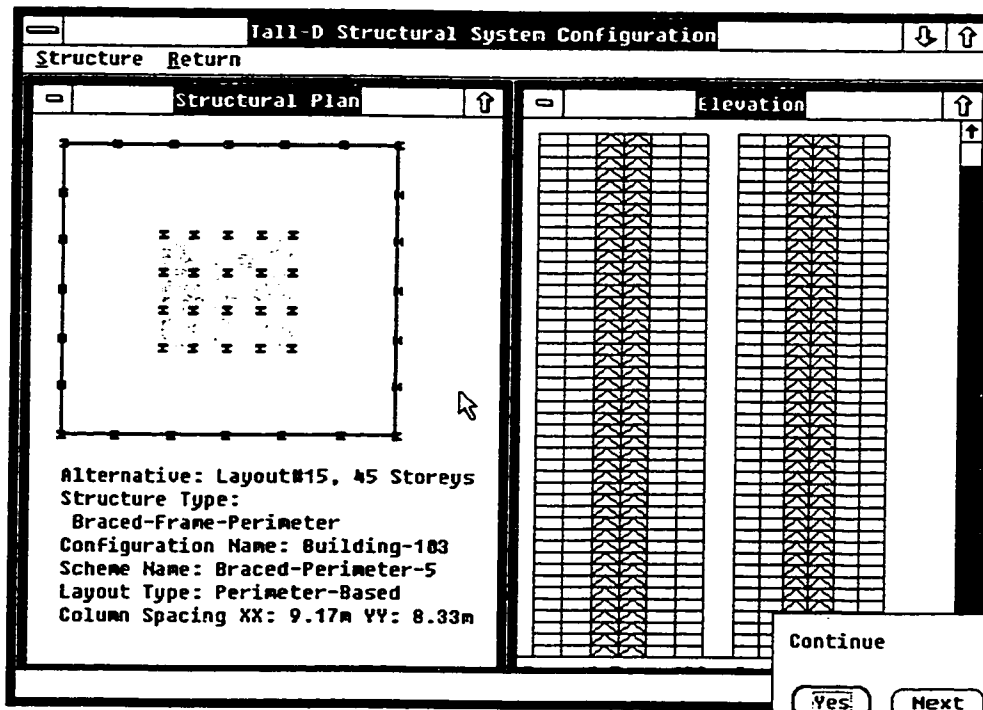 Tall-D Structural System Configuration
Structure Return
Structural Plan
Elevation
Alternative: Layout#15, 45 Storeys
Structure Type:
Braced-Frame-Perimeter
Configuration Name: Building-103
Scheme Name: Braced-Perimeter-5
Layout Type: Perimeter-Based
Column Spacing XX: 9.17m YY: 8.33m
Continue
Yes
Next